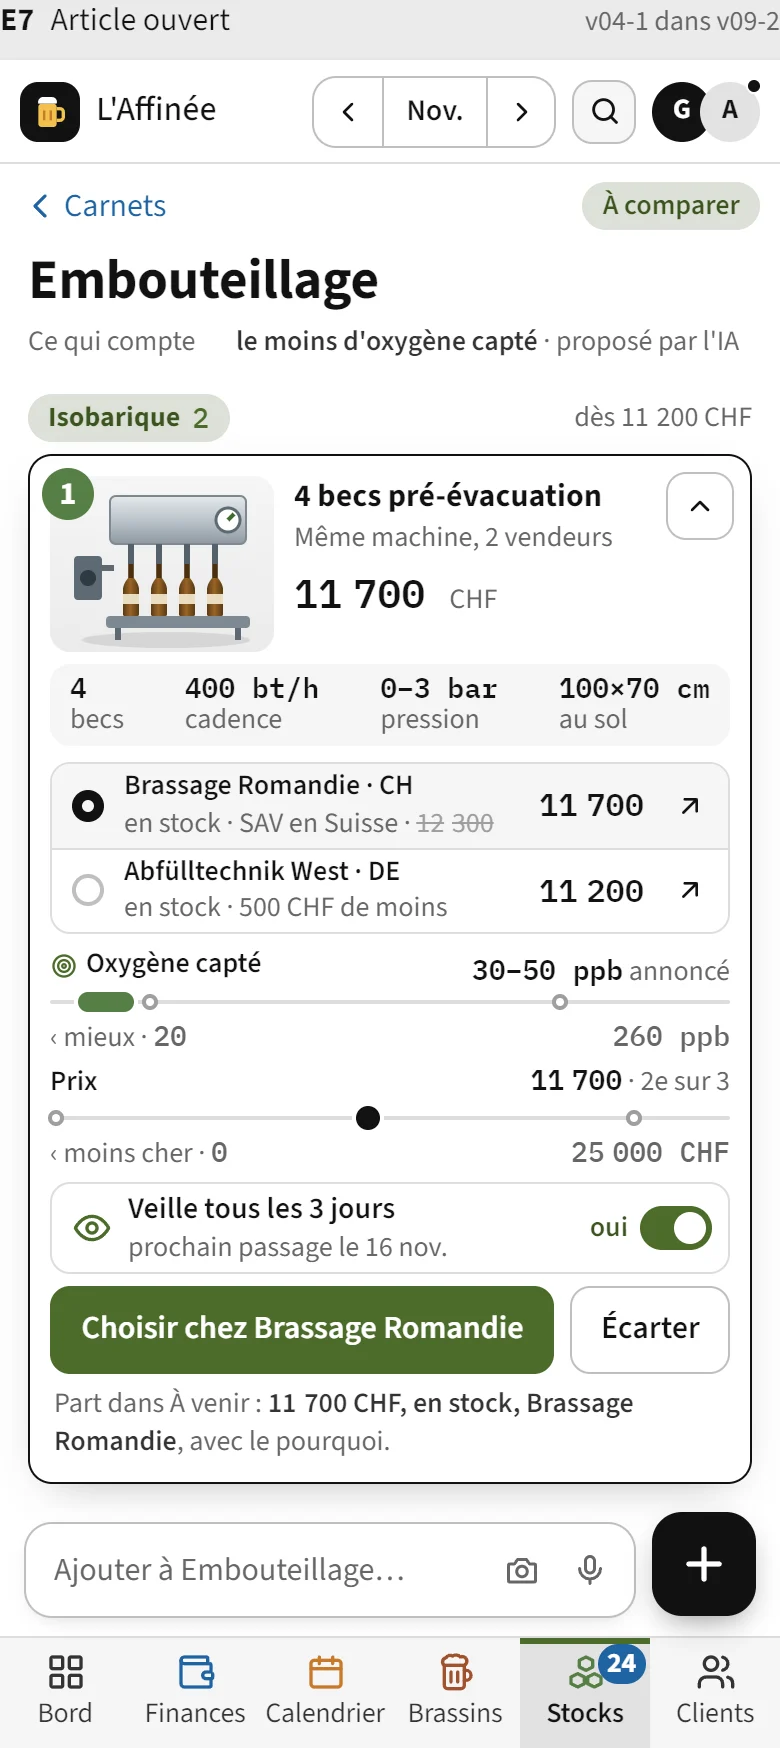 E7 Article ouvert v04-1 dans v09-2
L'Affinée Nov. G A
Carnets À comparer
Embouteillage
Ce qui compte le moins d'oxygène capté · proposé par l'IA
Isobarique 2 dès 11 200 CHF
1 4 becs pré-évacuation
Même machine, 2 vendeurs
11 700 CHF
4 400 bt/h 0–3 bar 100×70 cm
becs cadence pression au sol
Brassage Romandie · CH
en stock · SAV en Suisse · 12 300 11 700
Abfülltechnik West · DE
en stock · 500 CHF de moins 11 200
Oxygène capté 30–50 ppb annoncé
‹ mieux · 20 260 ppb
Prix 11 700 · 2e sur 3
‹ moins cher · 0 25 000 CHF
Veille tous les 3 jours
prochain passage le 16 nov. oui
Choisir chez Brassage Romandie Écarter
Part dans À venir : 11 700 CHF, en stock, Brassage
Romandie, avec le pourquoi.
Ajouter à Embouteillage…
24
Bord Finances Calendrier Brassins Stocks Clients